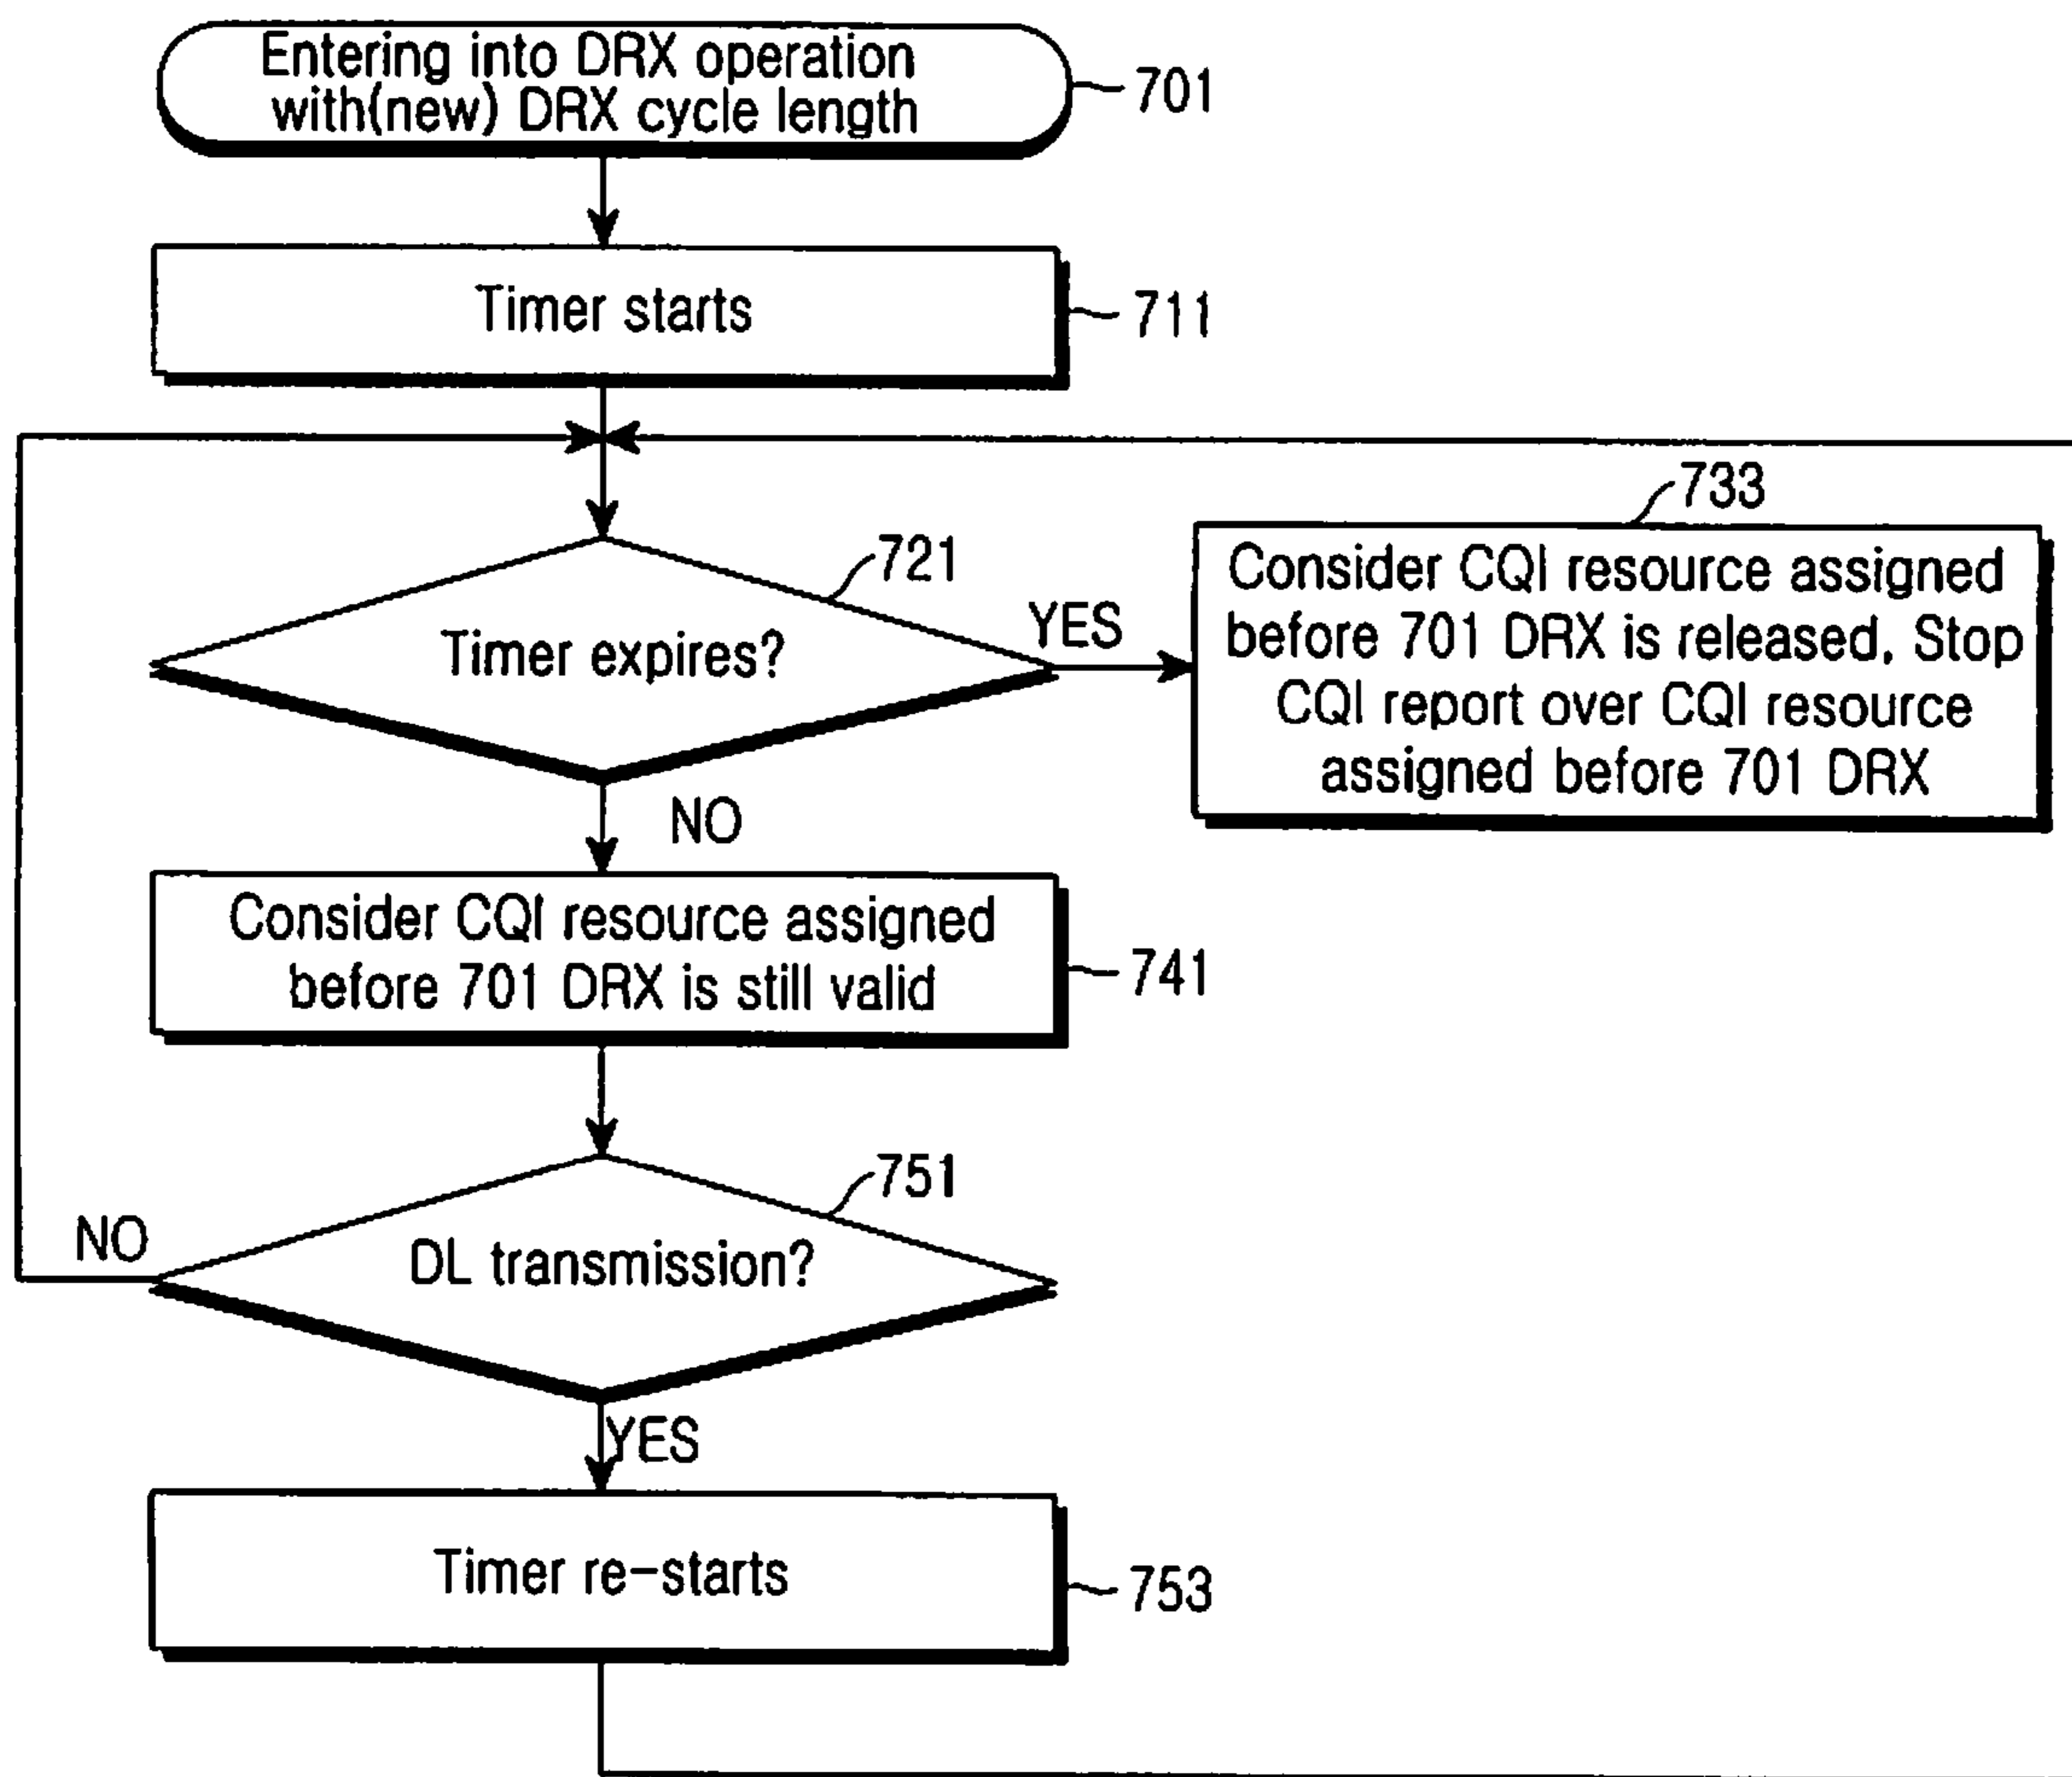 Entering into DRX operation
with(new) DRX cycle length
701
Timer starts
711
733
Consider CQI resource assigned
before 701 DRX is released. Stop
CQI report over CQI resource
assigned before 701 DRX
721
Timer expires?
YES
NO
Consider CQI resource assigned
before 701 DRX is still valid
741
751
DL transmission?
NO
YES
Timer re-starts
753